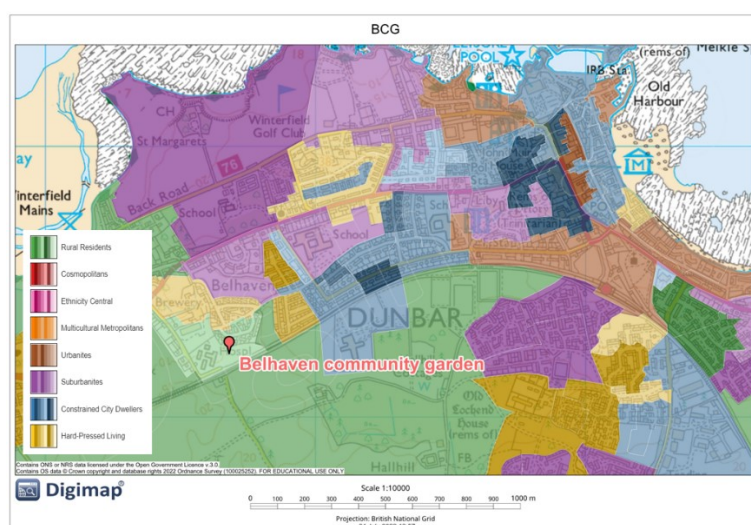 BCG
LEISURE
POOL
(rems of)
Meikle
IRB Sta
Old
Harbour
CH
Winterfield
Golf Club
St Margarets
76
Back Road
Winterfield
Mains
School
School
Belhaven
Brewery
DUNBAR
Belhaven community garden
Old
Lochend
House
(rems of)
FB
Hallhill
Rural Residents
Cosmopolitans
Ethnicity Central
Multicultural Metropolitans
Urbanites
Suburbanites
Constrained City Dwellers
Hard-Pressed Living
Contains ONS or NRS data licensed under the Open Government Licence v.3.0.
Contains OS data © Crown copyright and database rights 2022 Ordnance Survey (100025252). FOR EDUCATIONAL USE ONLY
Digimap®
Scale 1:10000
0 100 200 300 400 500 600 700 800 900 1000 m
Projection: British National Grid